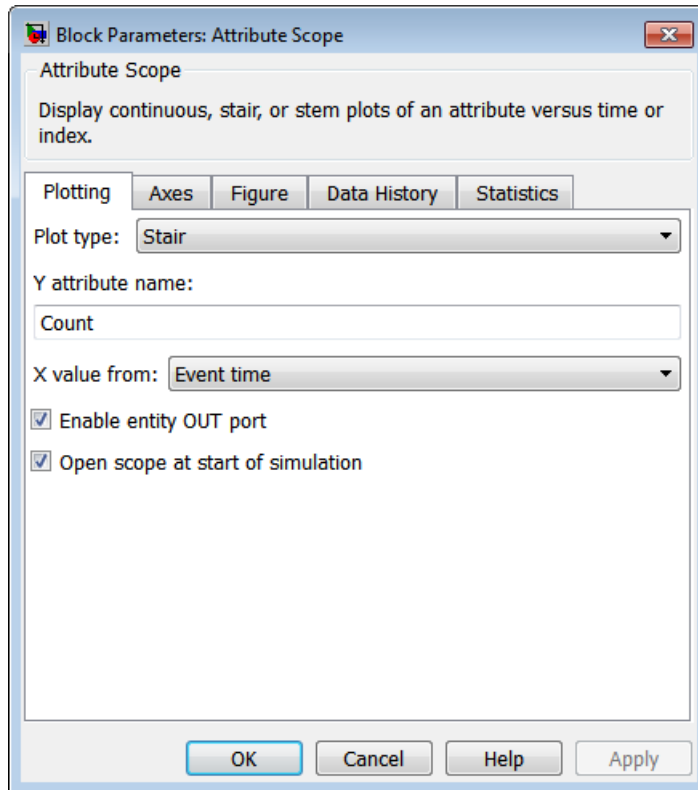 Block Parameters: Attribute Scope
Attribute Scope
Display continuous, stair, or stem plots of an attribute versus time or
index.
Plotting Axes Figure Data History Statistics
Plot type: Stair
Y attribute name:
Count
X value from: Event time
Enable entity OUT port
Open scope at start of simulation
OK Cancel Help Apply